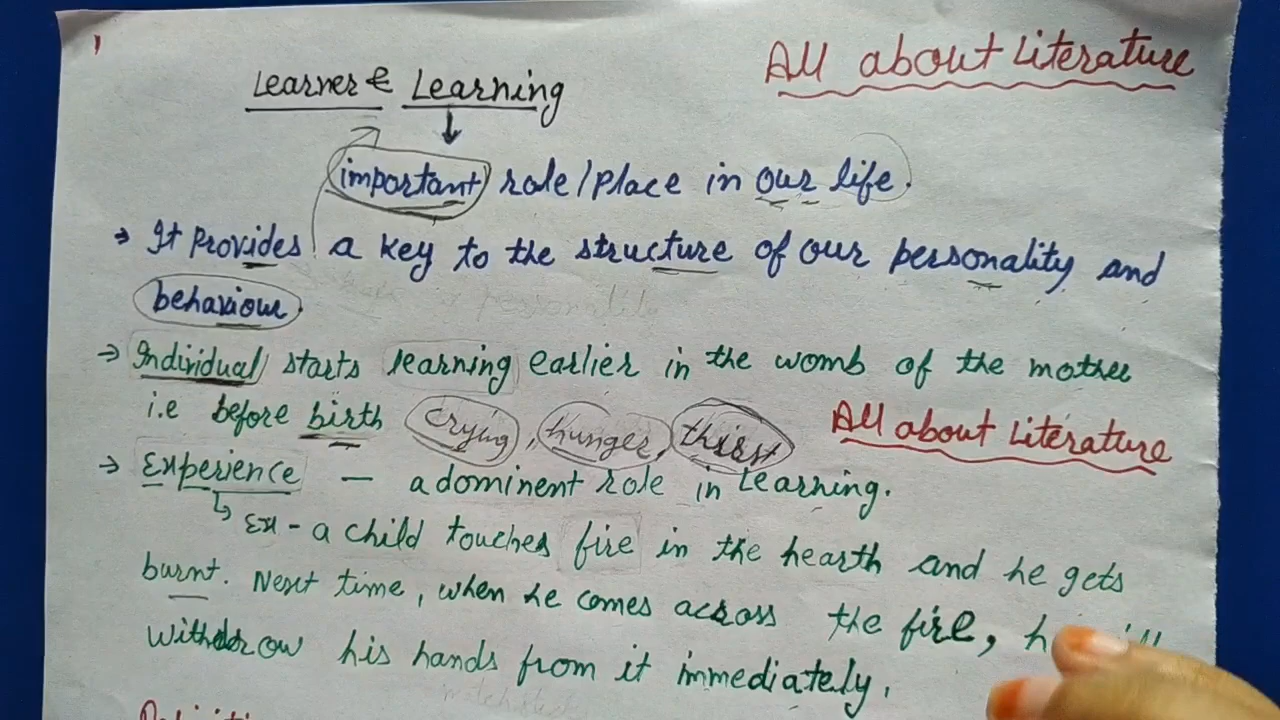 1
All about Literature
Learner & Learning
important role/place in our life.
→ It provides a key to the structure of our personality and
behaviour.
→ Individual starts learning earlier in the womb of the mother
i.e before birth crying, hunger, thirst
All about Literature
→ Experience — a dominent role in learning.
Ex - a child touches fire in the hearth and he gets
burnt. Next time, when he comes across the fire,
withdrow his hands from it immediately.